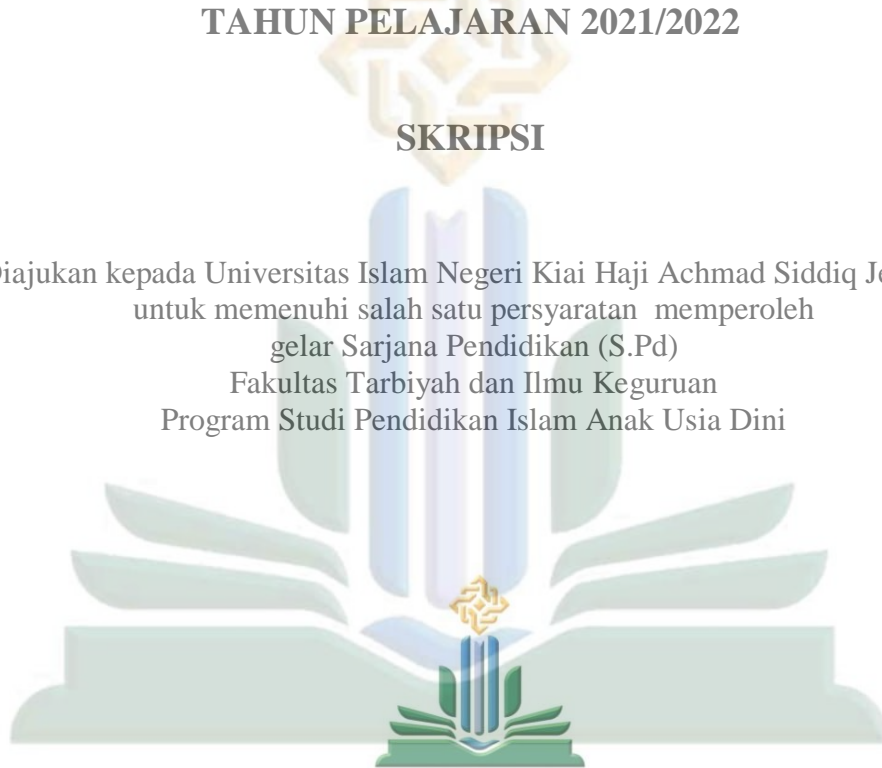 TAHUN PELAJARAN 2021/2022
SKRIPSI
kepada Universitas Islam Negeri Kiai Haji Achmad Siddiq
untuk memenuhi salah satu persyaratan memperoleh
gelar Sarjana Pendidikan (S.Pd)
Fakultas Tarbiyah dan Ilmu Keguruan
Program Studi Pendidikan Islam Anak Usia Dini